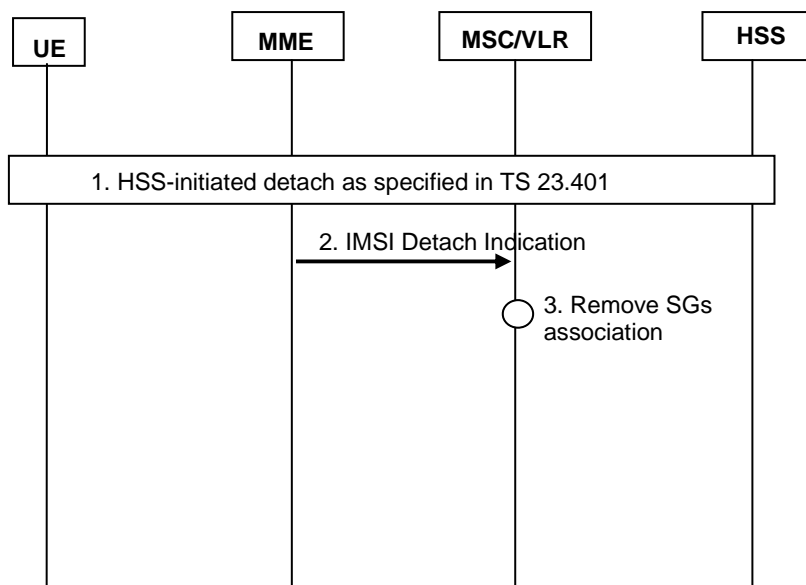 UE
MME
MSC/VLR
HSS
1. HSS-initiated detach as specified in TS 23.401
2. IMSI Detach Indication
3. Remove SGs
association